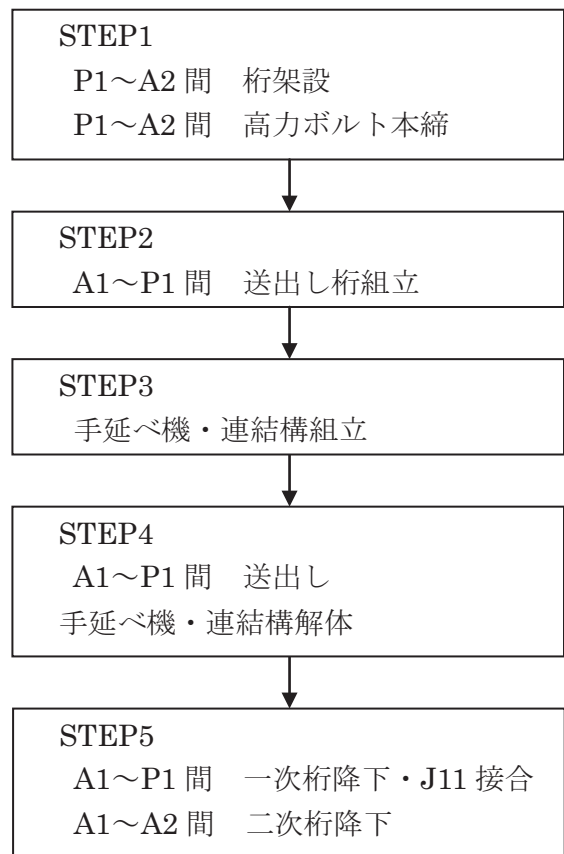 STEP1
P1～A2 間　桁架設
P1～A2 間　高力ボルト本締
STEP2
A1～P1 間　送出し桁組立
STEP3
手延べ機・連結構組立
STEP4
A1～P1 間　送出し
手延べ機・連結構解体
STEP5
A1～P1 間　一次桁降下・J11 接合
A1～A2 間　二次桁降下